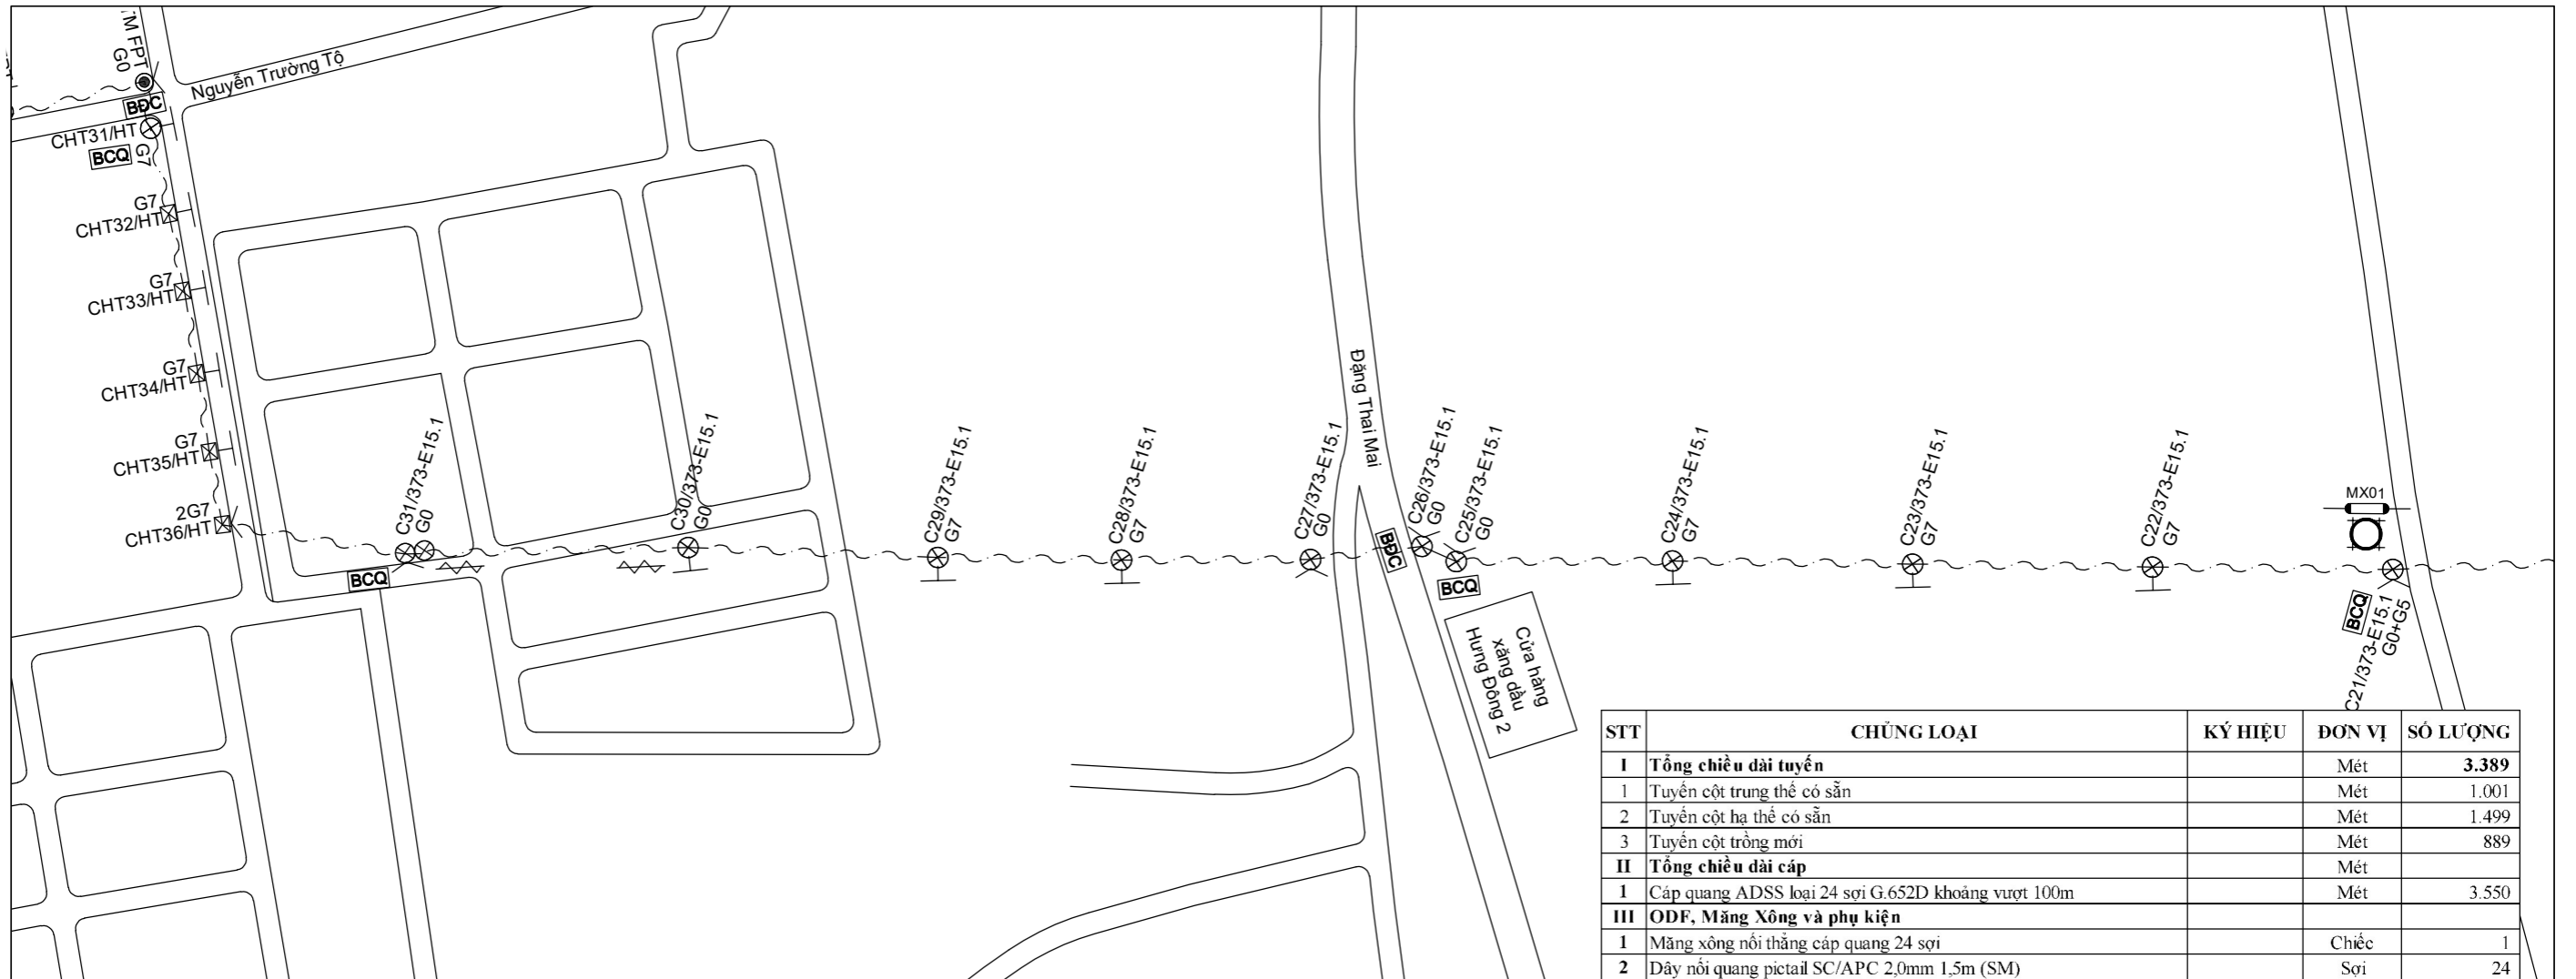 TM FPT
G0
Nguyễn Trường Tộ
BĐC
CHT31/HT
BCQ
G7
G7
CHT32/HT
G7
CHT33/HT
G7
CHT34/HT
G7
CHT35/HT
2G7
CHT36/HT
C31/373-E15.1
G0
BCQ
C30/373-E15.1
G0
C29/373-E15.1
G7
C28/373-E15.1
G7
C27/373-E15.1
G0
Đặng Thai Mai
BĐC
C26/373-E15.1
G0
C25/373-E15.1
G0
BCQ
Cửa hàng
xăng dầu
Hưng Đông 2
C24/373-E15.1
G7
C23/373-E15.1
G7
C22/373-E15.1
G7
MX01
BCQ
C21/373-E15.1
G0+G5
STT CHỦNG LOẠI KÝ HIỆU ĐƠN VỊ SỐ LƯỢNG
I Tổng chiều dài tuyến Mét 3.389
1 Tuyến cột trung thế có sẵn Mét 1.001
2 Tuyến cột hạ thế có sẵn Mét 1.499
3 Tuyến cột trồng mới Mét 889
II Tổng chiều dài cáp Mét
1 Cáp quang ADSS loại 24 sợi G.652D khoảng vượt 100m Mét 3.550
III ODF, Măng Xông và phụ kiện
1 Măng xông nối thẳng cáp quang 24 sợi Chiếc 1
2 Dây nối quang pictail SC/APC 2,0mm 1,5m (SM) Sợi 24